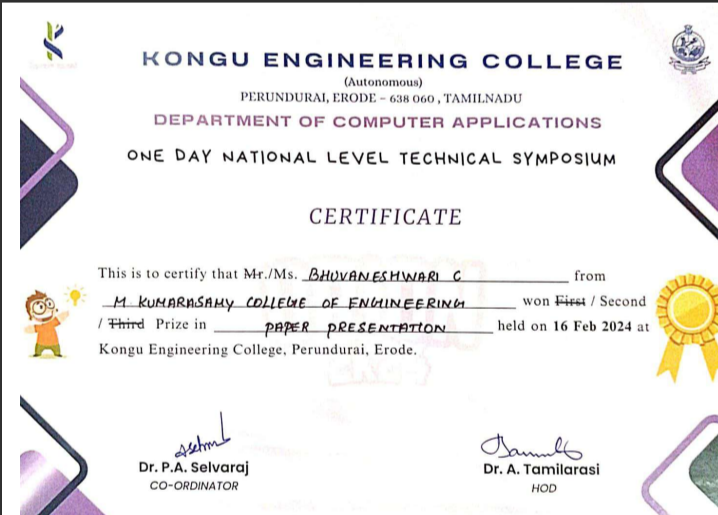 KONGU ENGINEERING COLLEGE
(Autonomous)
PERUNDURAI, ERODE – 638 060 , TAMILNADU
DEPARTMENT OF COMPUTER APPLICATIONS
ONE DAY NATIONAL LEVEL TECHNICAL SYMPOSIUM
CERTIFICATE
This is to certify that Mr./Ms. BHUVANESHWARI C from
M KUMARASAMY COLLEGE OF ENGINEERING won First / Second
/ Third Prize in PAPER PRESENTATION held on 16 Feb 2024 at
Kongu Engineering College, Perundurai, Erode.
Dr. P.A. Selvaraj
CO-ORDINATOR
Dr. A. Tamilarasi
HOD